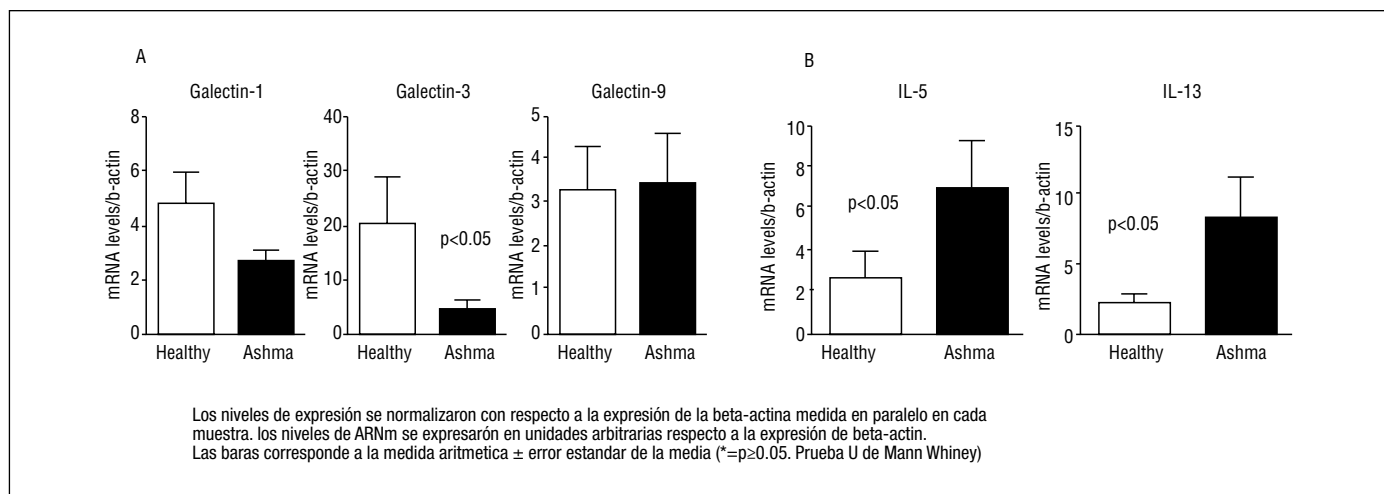 A
Galectin-1
mRNA levels/b-actin
8
6
4
2
0
Healthy Ashma
Galectin-3
mRNA levels/b-actin
40
30
20
10
0
p<0.05
Healthy Ashma
Galectin-9
mRNA levels/b-actin
5
4
3
2
1
0
Healthy Ashma
B
IL-5
mRNA levels/b-actin
10
8
6
4
2
0
p<0.05
Healthy Ashma
IL-13
mRNA levels/b-actin
15
10
5
0
p<0.05
Healthy Ashma
Los niveles de expresión se normalizaron con respecto a la expresión de la beta-actina medida en paralelo en cada
muestra. los niveles de ARNm se expresarón en unidades arbitrarias respecto a la expresión de beta-actin.
Las baras corresponde a la medida aritmetica ± error estandar de la media (*=p≥0.05. Prueba U de Mann Whiney)